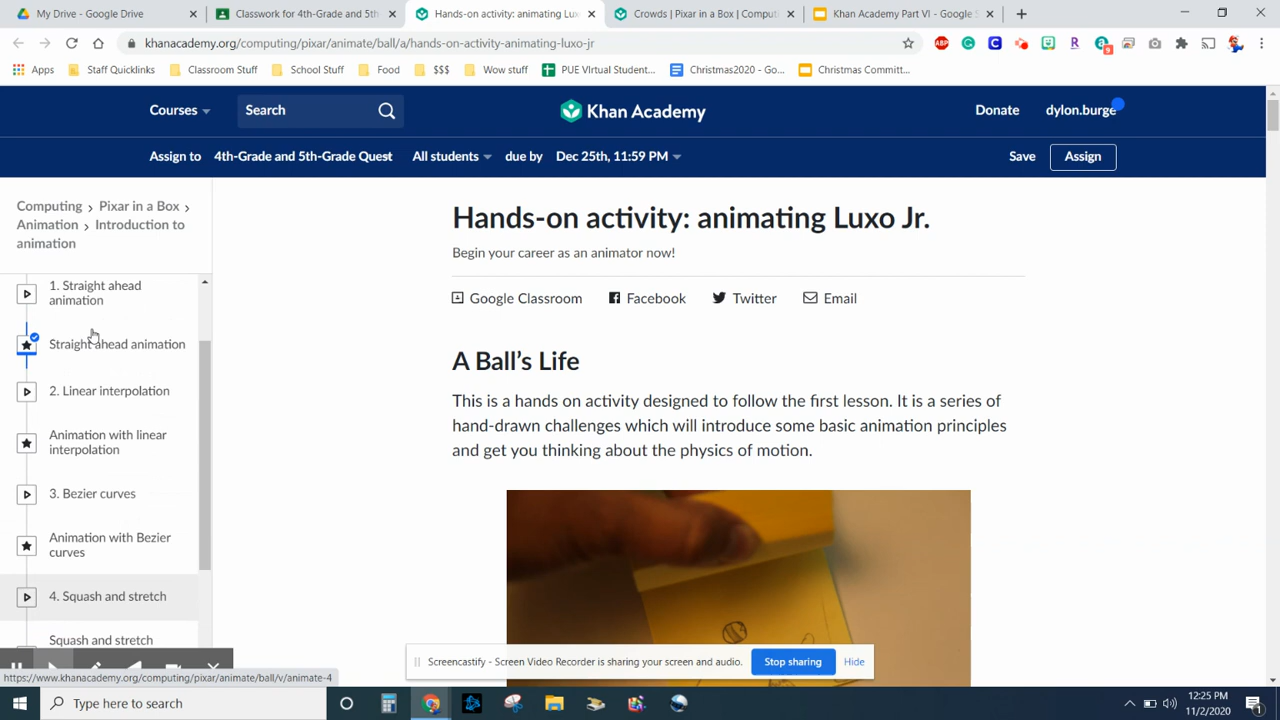 My Drive - Google Drive
Classwork for 4th-Grade and 5th
Hands-on activity: animating Lux
Crowds | Pixar in a Box | Comput
Khan Academy Part VI - Google S
khanacademy.org/computing/pixar/animate/ball/a/hands-on-activity-animating-luxo-jr
ABP
9
Apps
Staff Quicklinks
Classroom Stuff
School Stuff
Food
$$$
Wow stuff
PUE VIrtual Student...
Christmas2020 - Go...
Christmas Committ...
Courses
Search
Khan Academy
Donate
dylon.burge
Assign to
4th-Grade and 5th-Grade Quest
All students
due by
Dec 25th, 11:59 PM
Save
Assign
Computing > Pixar in a Box >
Animation > Introduction to
animation
1. Straight ahead
animation
Straight ahead animation
2. Linear interpolation
Animation with linear
interpolation
3. Bezier curves
Animation with Bezier
curves
4. Squash and stretch
Squash and stretch
Hands-on activity: animating Luxo Jr.
Begin your career as an animator now!
Google Classroom
Facebook
Twitter
Email
A Ball’s Life
This is a hands on activity designed to follow the first lesson. It is a series of
hand-drawn challenges which will introduce some basic animation principles
and get you thinking about the physics of motion.
Screencastify - Screen Video Recorder is sharing your screen and audio.
Stop sharing
Hide
https://www.khanacademy.org/computing/pixar/animate/ball/v/animate-4
Type here to search
12:25 PM
11/2/2020
1